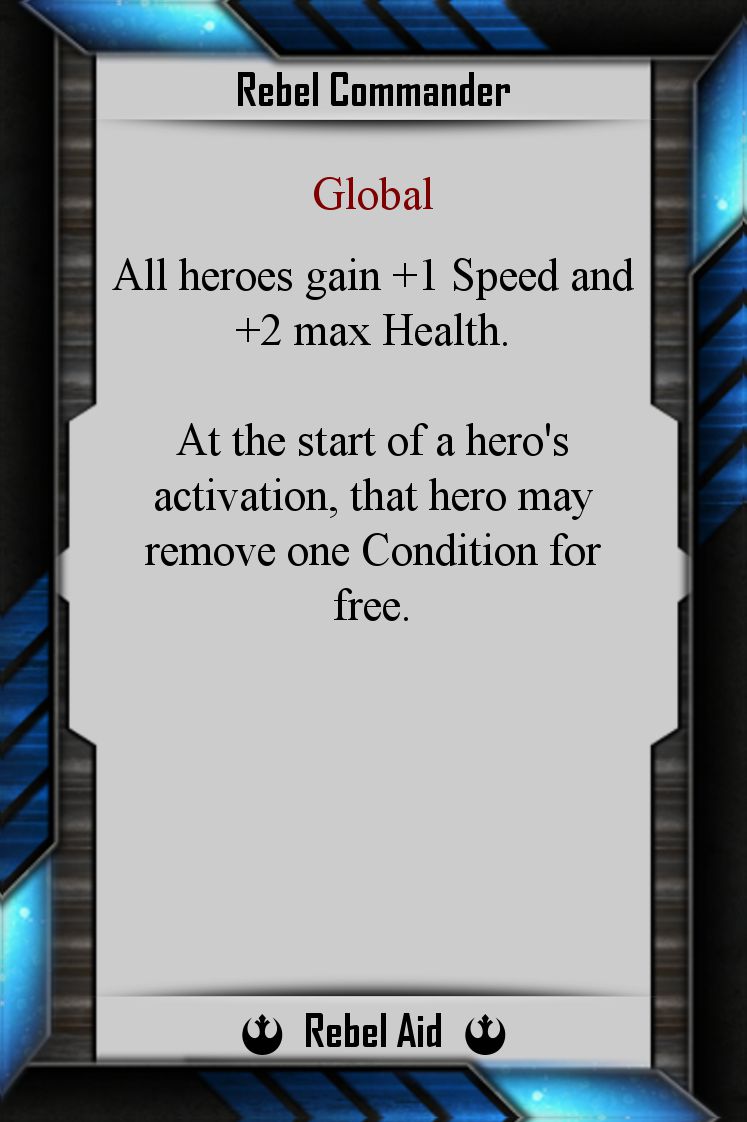 Rebel Commander
Global
All heroes gain +1 Speed and
+2 max Health.
At the start of a hero's
activation, that hero may
remove one Condition for
free.
Rebel Aid